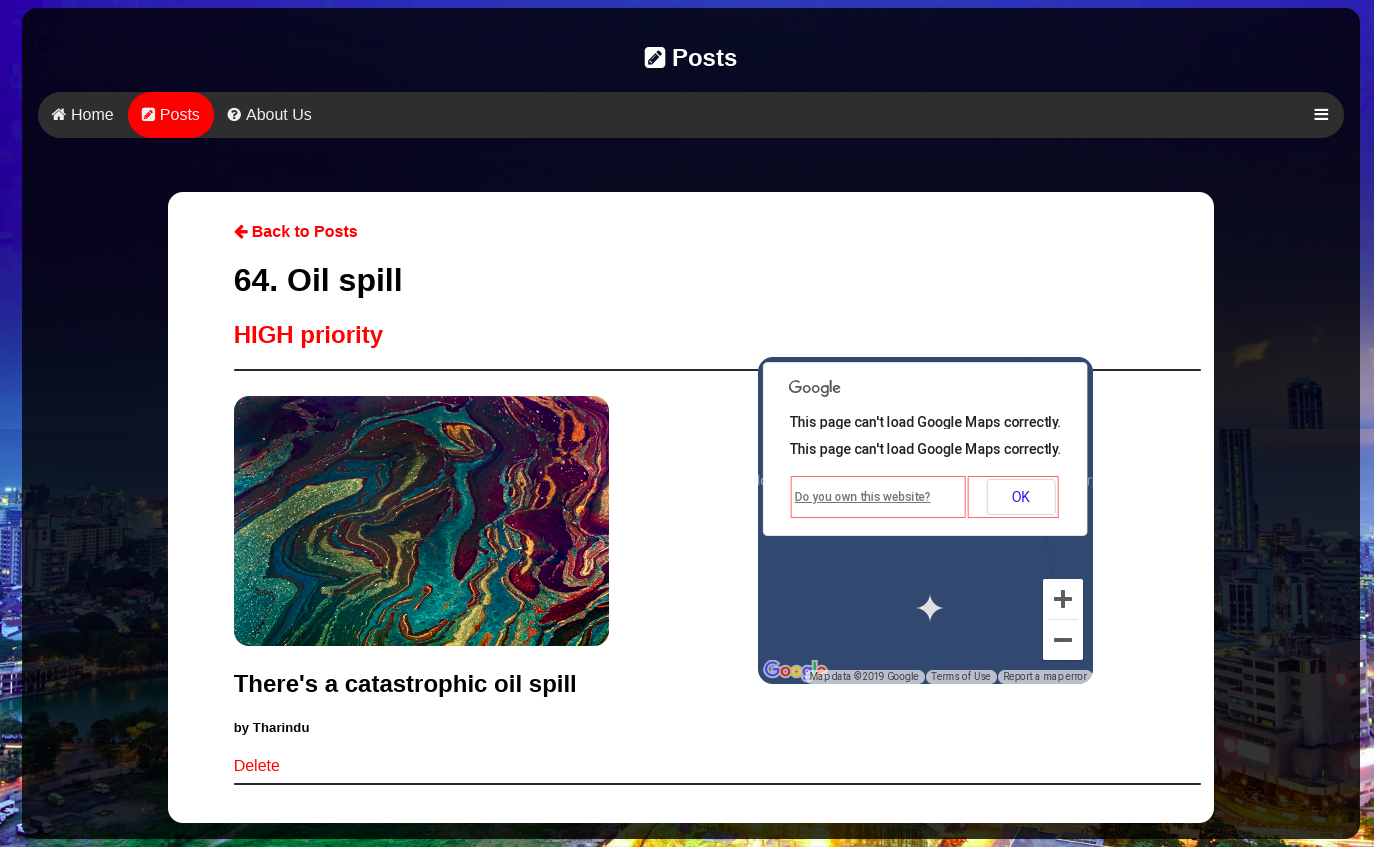 Posts
Home
Posts
About Us
Back to Posts
64. Oil spill
HIGH priority
Google
This page can't load Google Maps correctly.
This page can't load Google Maps correctly.
Do you own this website?
OK
Google
Map data ©2019 Google
Terms of Use
Report a map error
There's a catastrophic oil spill
by Tharindu
Delete